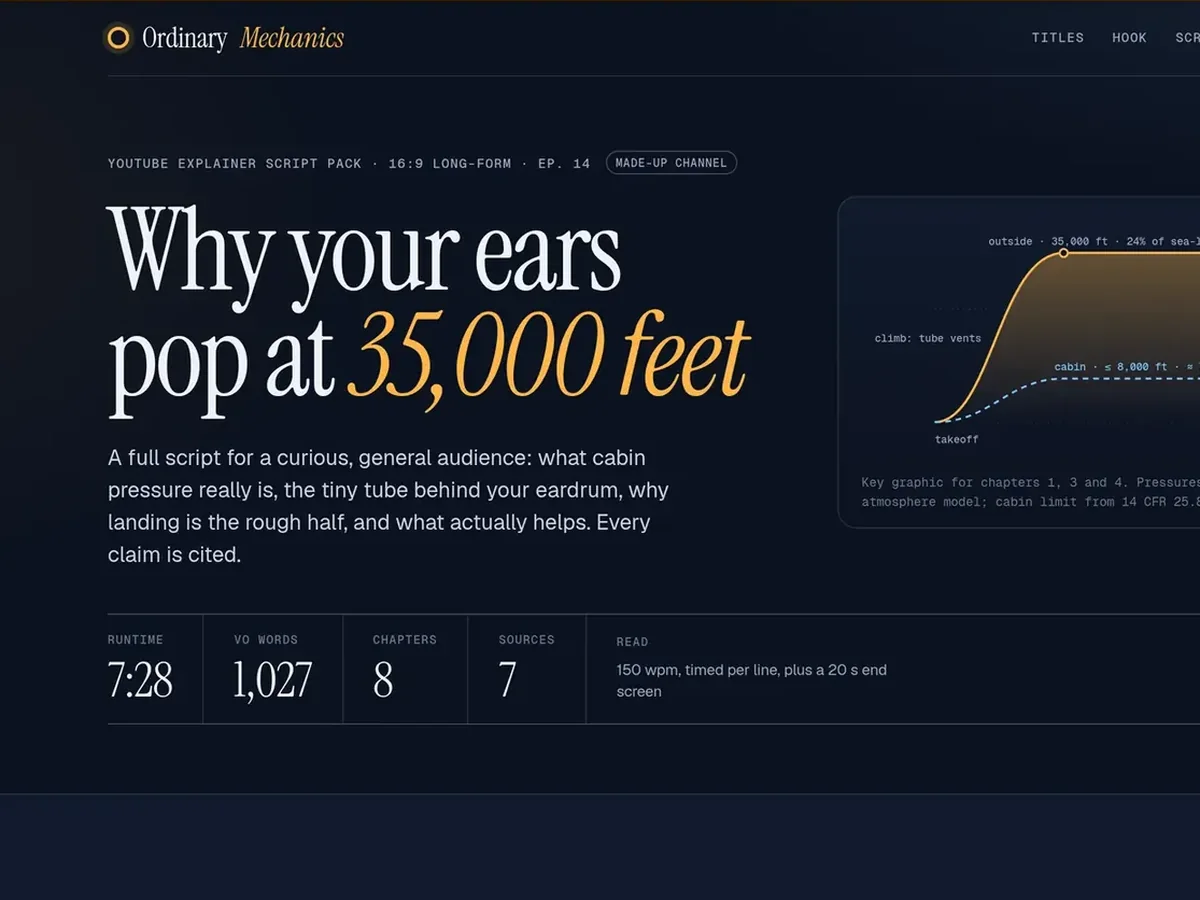 Ordinary Mechanics
TITLES HOOK
YOUTUBE EXPLAINER SCRIPT PACK · 16:9 LONG-FORM · EP. 14 MADE-UP CHANNEL
Why your ears
pop at 35,000 feet
A full script for a curious, general audience: what cabin
pressure really is, the tiny tube behind your eardrum, why
landing is the rough half, and what actually helps. Every
claim is cited.
outside · 35,000 ft · 24% of
climb: tube vents
cabin · ≤ 8,000 ft · ≈
takeoff
Key graphic for chapters 1, 3 and 4. Pressures
atmosphere model; cabin limit from 14 CFR
RUNTIME
7:28
VO WORDS
1,027
CHAPTERS
8
SOURCES
7
READ
150 wpm, timed per line, plus a 20 s end
screen